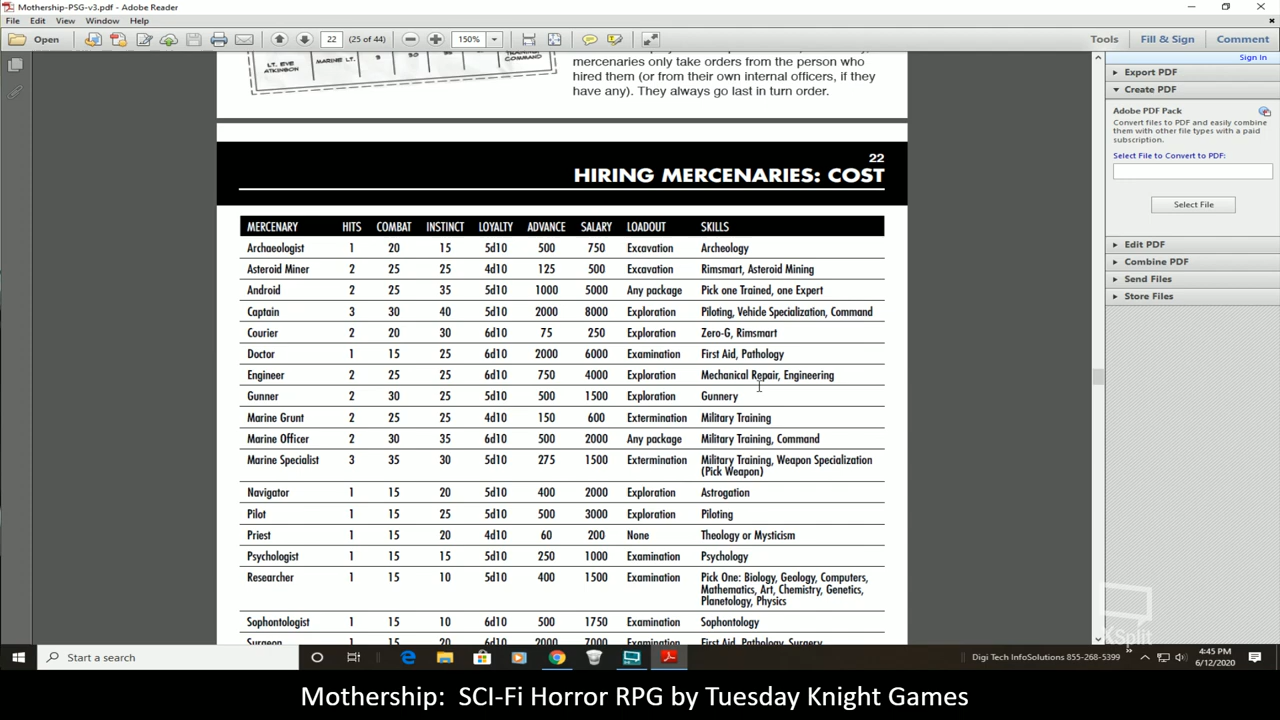 Mothership-PSG-v3.pdf - Adobe Reader
File Edit View Window Help
Open 22 (25 of 44) 150% Tools Fill & Sign Comment
Sign In
Export PDF
Create PDF
Adobe PDF Pack
Convert files to PDF and easily combine
them with other file types with a paid
subscription.
Select File to Convert to PDF:
Select File
Edit PDF
Combine PDF
Send Files
Store Files
LT. EVE
ATKINSON
MARINE LT.
COMMAND
mercenaries only take orders from the person who
hired them (or from their own internal officers, if they
have any). They always go last in turn order.
22
HIRING MERCENARIES: COST
MERCENARY HITS COMBAT INSTINCT LOYALTY ADVANCE SALARY LOADOUT SKILLS
Archaeologist 1 20 15 5d10 500 750 Excavation Archeology
Asteroid Miner 2 25 25 4d10 125 500 Excavation Rimsmart, Asteroid Mining
Android 2 25 35 5d10 1000 5000 Any package Pick one Trained, one Expert
Captain 3 30 40 5d10 2000 8000 Exploration Piloting, Vehicle Specialization, Command
Courier 2 20 30 6d10 75 250 Exploration Zero-G, Rimsmart
Doctor 1 15 25 6d10 2000 6000 Examination First Aid, Pathology
Engineer 2 25 25 6d10 750 4000 Exploration Mechanical Repair, Engineering
Gunner 2 30 25 5d10 500 1500 Exploration Gunnery
Marine Grunt 2 25 25 4d10 150 600 Extermination Military Training
Marine Officer 2 30 35 6d10 500 2000 Any package Military Training, Command
Marine Specialist 3 35 30 5d10 275 1500 Extermination Military Training, Weapon Specialization
(Pick Weapon)
Navigator 1 15 20 5d10 400 2000 Exploration Astrogation
Pilot 1 15 25 5d10 500 3000 Exploration Piloting
Priest 1 15 20 4d10 60 200 None Theology or Mysticism
Psychologist 1 15 15 5d10 250 1000 Examination Psychology
Researcher 1 15 10 5d10 400 1500 Examination Pick One: Biology, Geology, Computers,
Mathematics, Art, Chemistry, Genetics,
Planetology, Physics
Sophontologist 1 15 10 6d10 500 1750 Examination Sophontology
Surgeon 1 15 20 6d10 2000 7000 Examination First Aid, Pathology, Surgery
XSplit
Start a search
Digi Tech InfoSolutions 855-268-5399
4:45 PM
6/12/2020
Mothership: SCI-Fi Horror RPG by Tuesday Knight Games